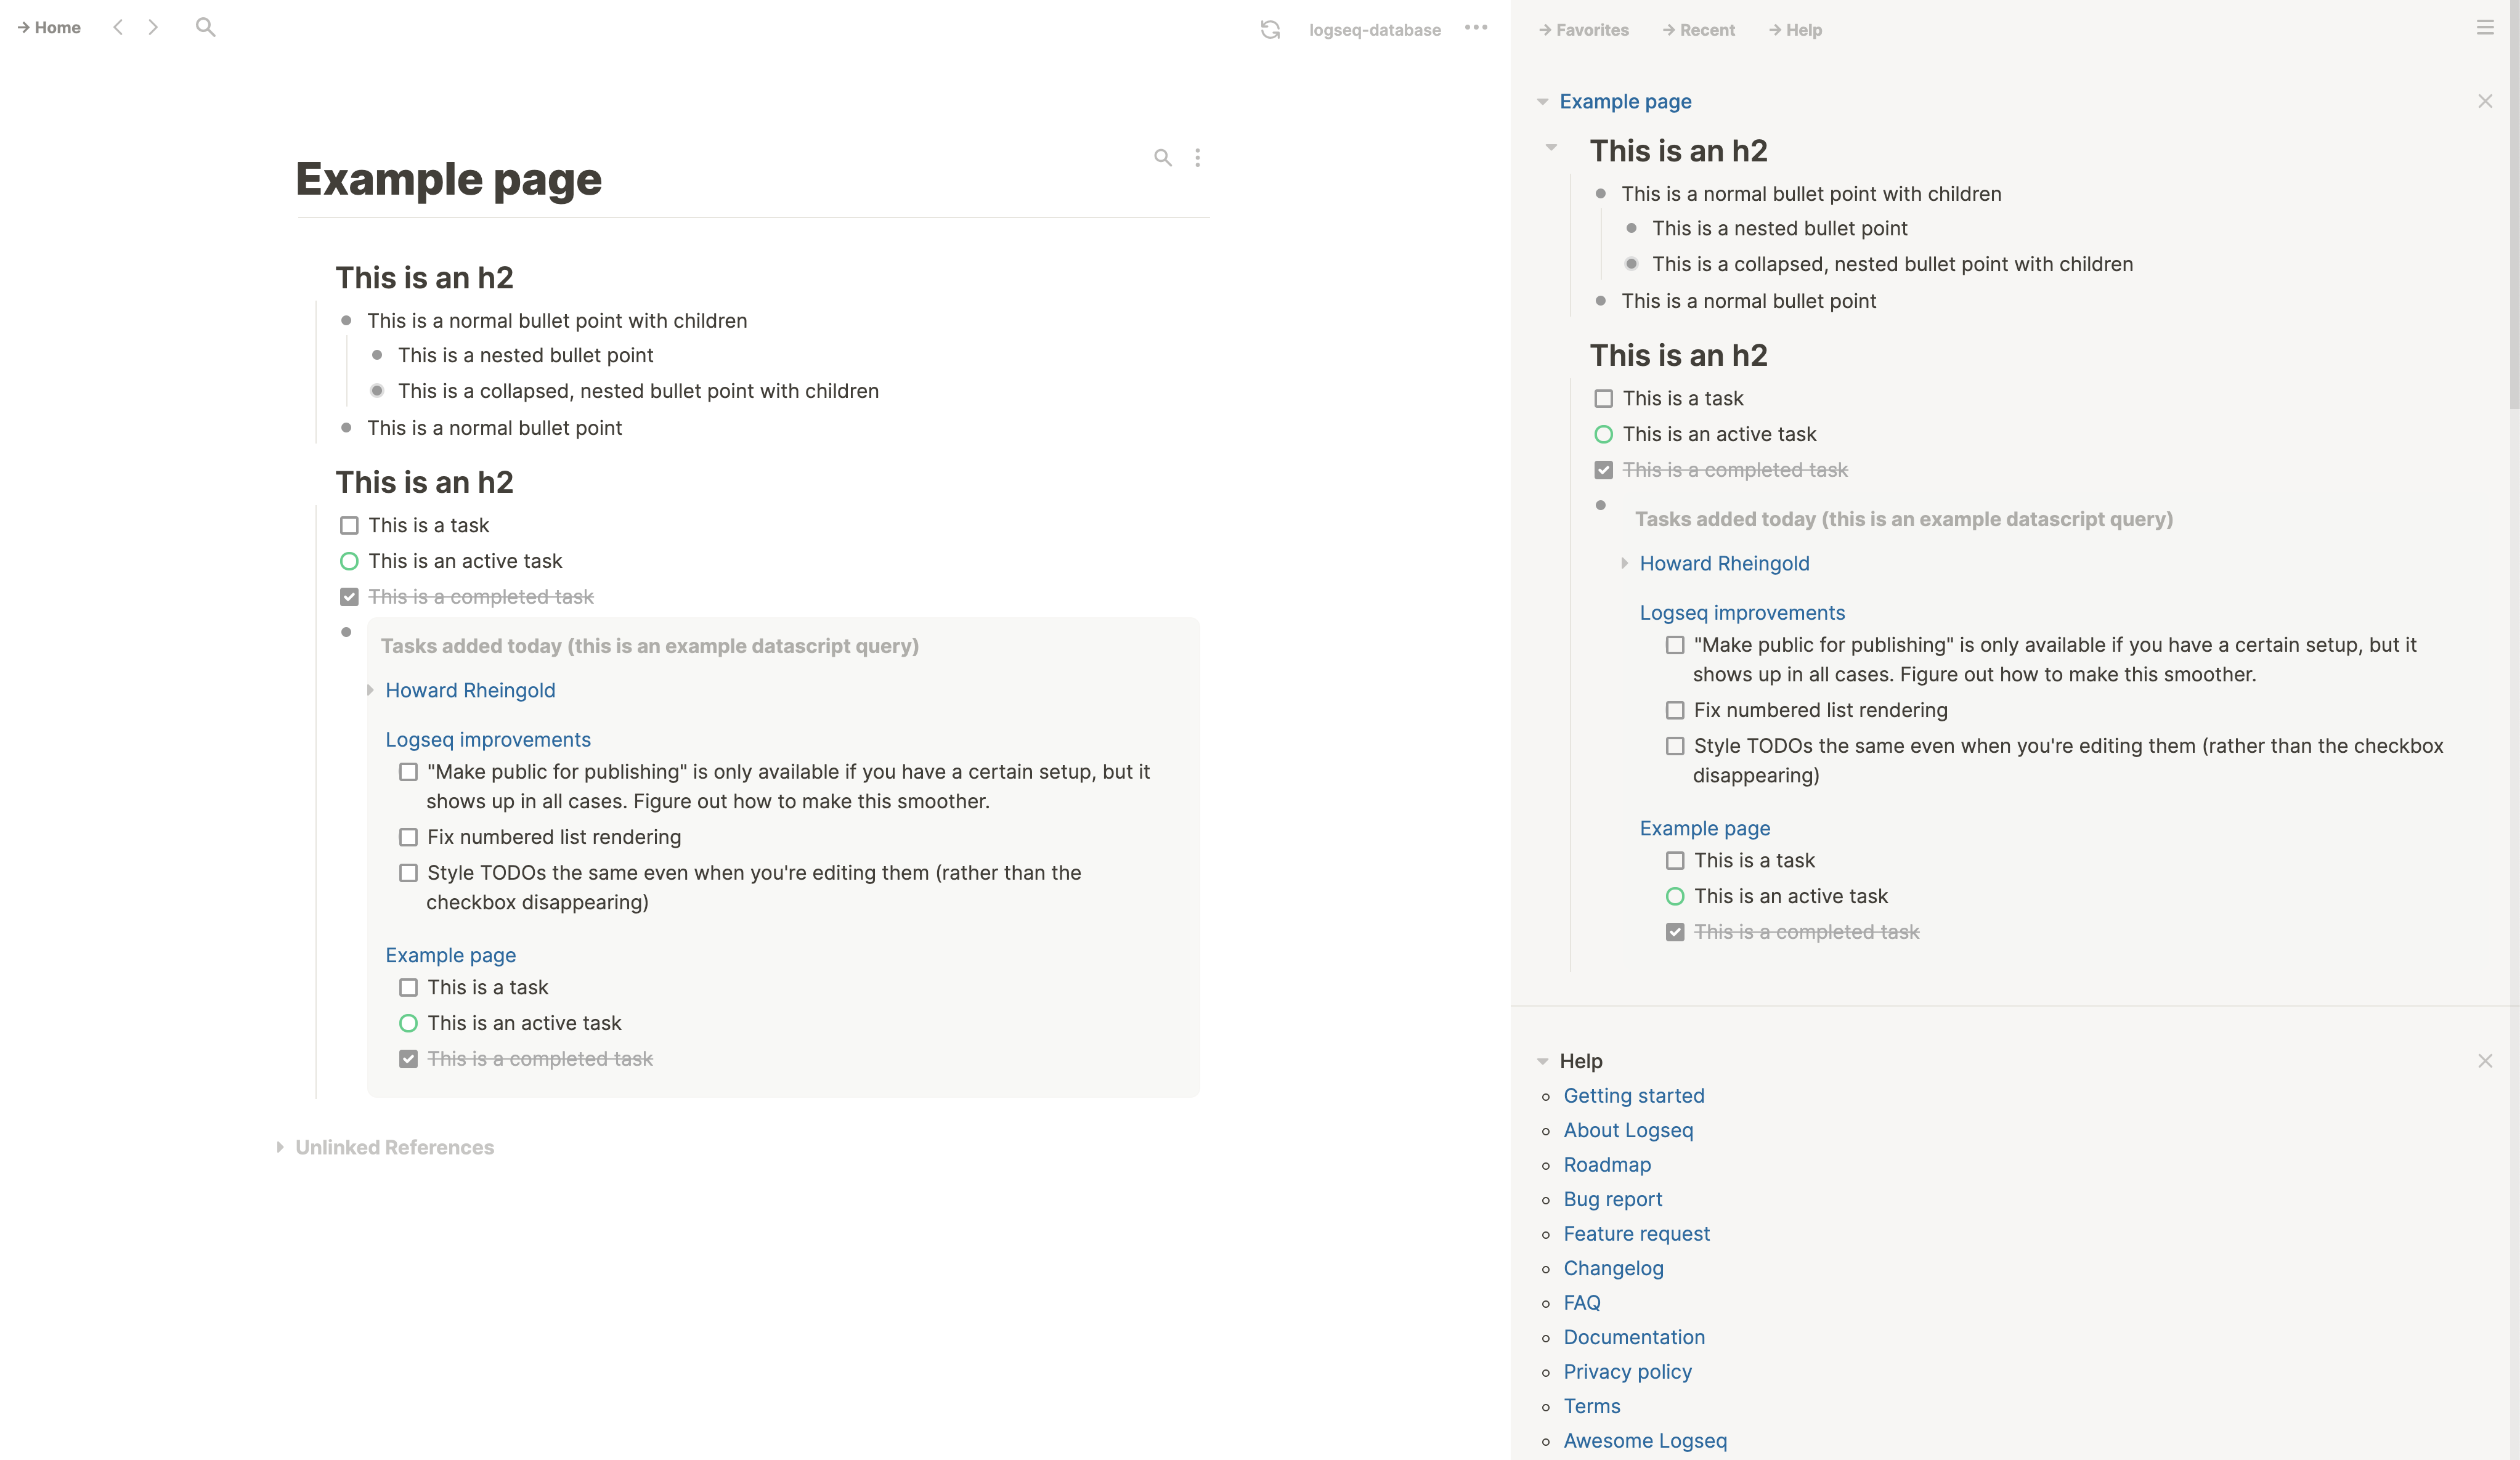 → Home
logseq-database
Example page
This is an h2
This is a normal bullet point with children
This is a nested bullet point
This is a collapsed, nested bullet point with children
This is a normal bullet point
This is an h2
This is a task
This is an active task
This is a completed task
Tasks added today (this is an example datascript query)
Howard Rheingold
Logseq improvements
"Make public for publishing" is only available if you have a certain setup, but it
shows up in all cases. Figure out how to make this smoother.
Fix numbered list rendering
Style TODOs the same even when you're editing them (rather than the
checkbox disappearing)
Example page
This is a task
This is an active task
This is a completed task
Unlinked References
→ Favorites → Recent → Help
Example page
This is an h2
This is a normal bullet point with children
This is a nested bullet point
This is a collapsed, nested bullet point with children
This is a normal bullet point
This is an h2
This is a task
This is an active task
This is a completed task
Tasks added today (this is an example datascript query)
Howard Rheingold
Logseq improvements
"Make public for publishing" is only available if you have a certain setup, but it
shows up in all cases. Figure out how to make this smoother.
Fix numbered list rendering
Style TODOs the same even when you're editing them (rather than the checkbox
disappearing)
Example page
This is a task
This is an active task
This is a completed task
Help
Getting started
About Logseq
Roadmap
Bug report
Feature request
Changelog
FAQ
Documentation
Privacy policy
Terms
Awesome Logseq